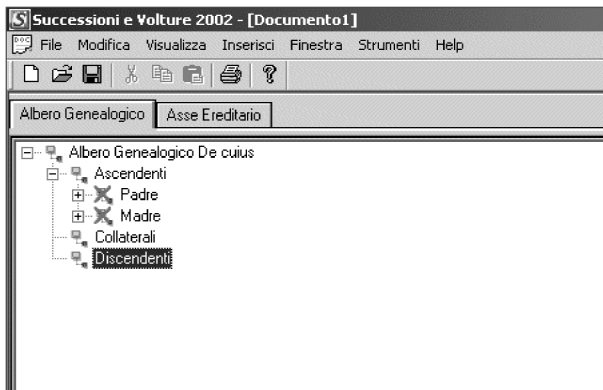 Successioni e Volture 2002 - [Documento1]
File Modifica Visualizza Inserisci Finestra Strumenti Help
Albero Genealogico Asse Ereditario
Albero Genealogico De cuius
Ascendenti
Padre
Madre
Collaterali
Discendenti